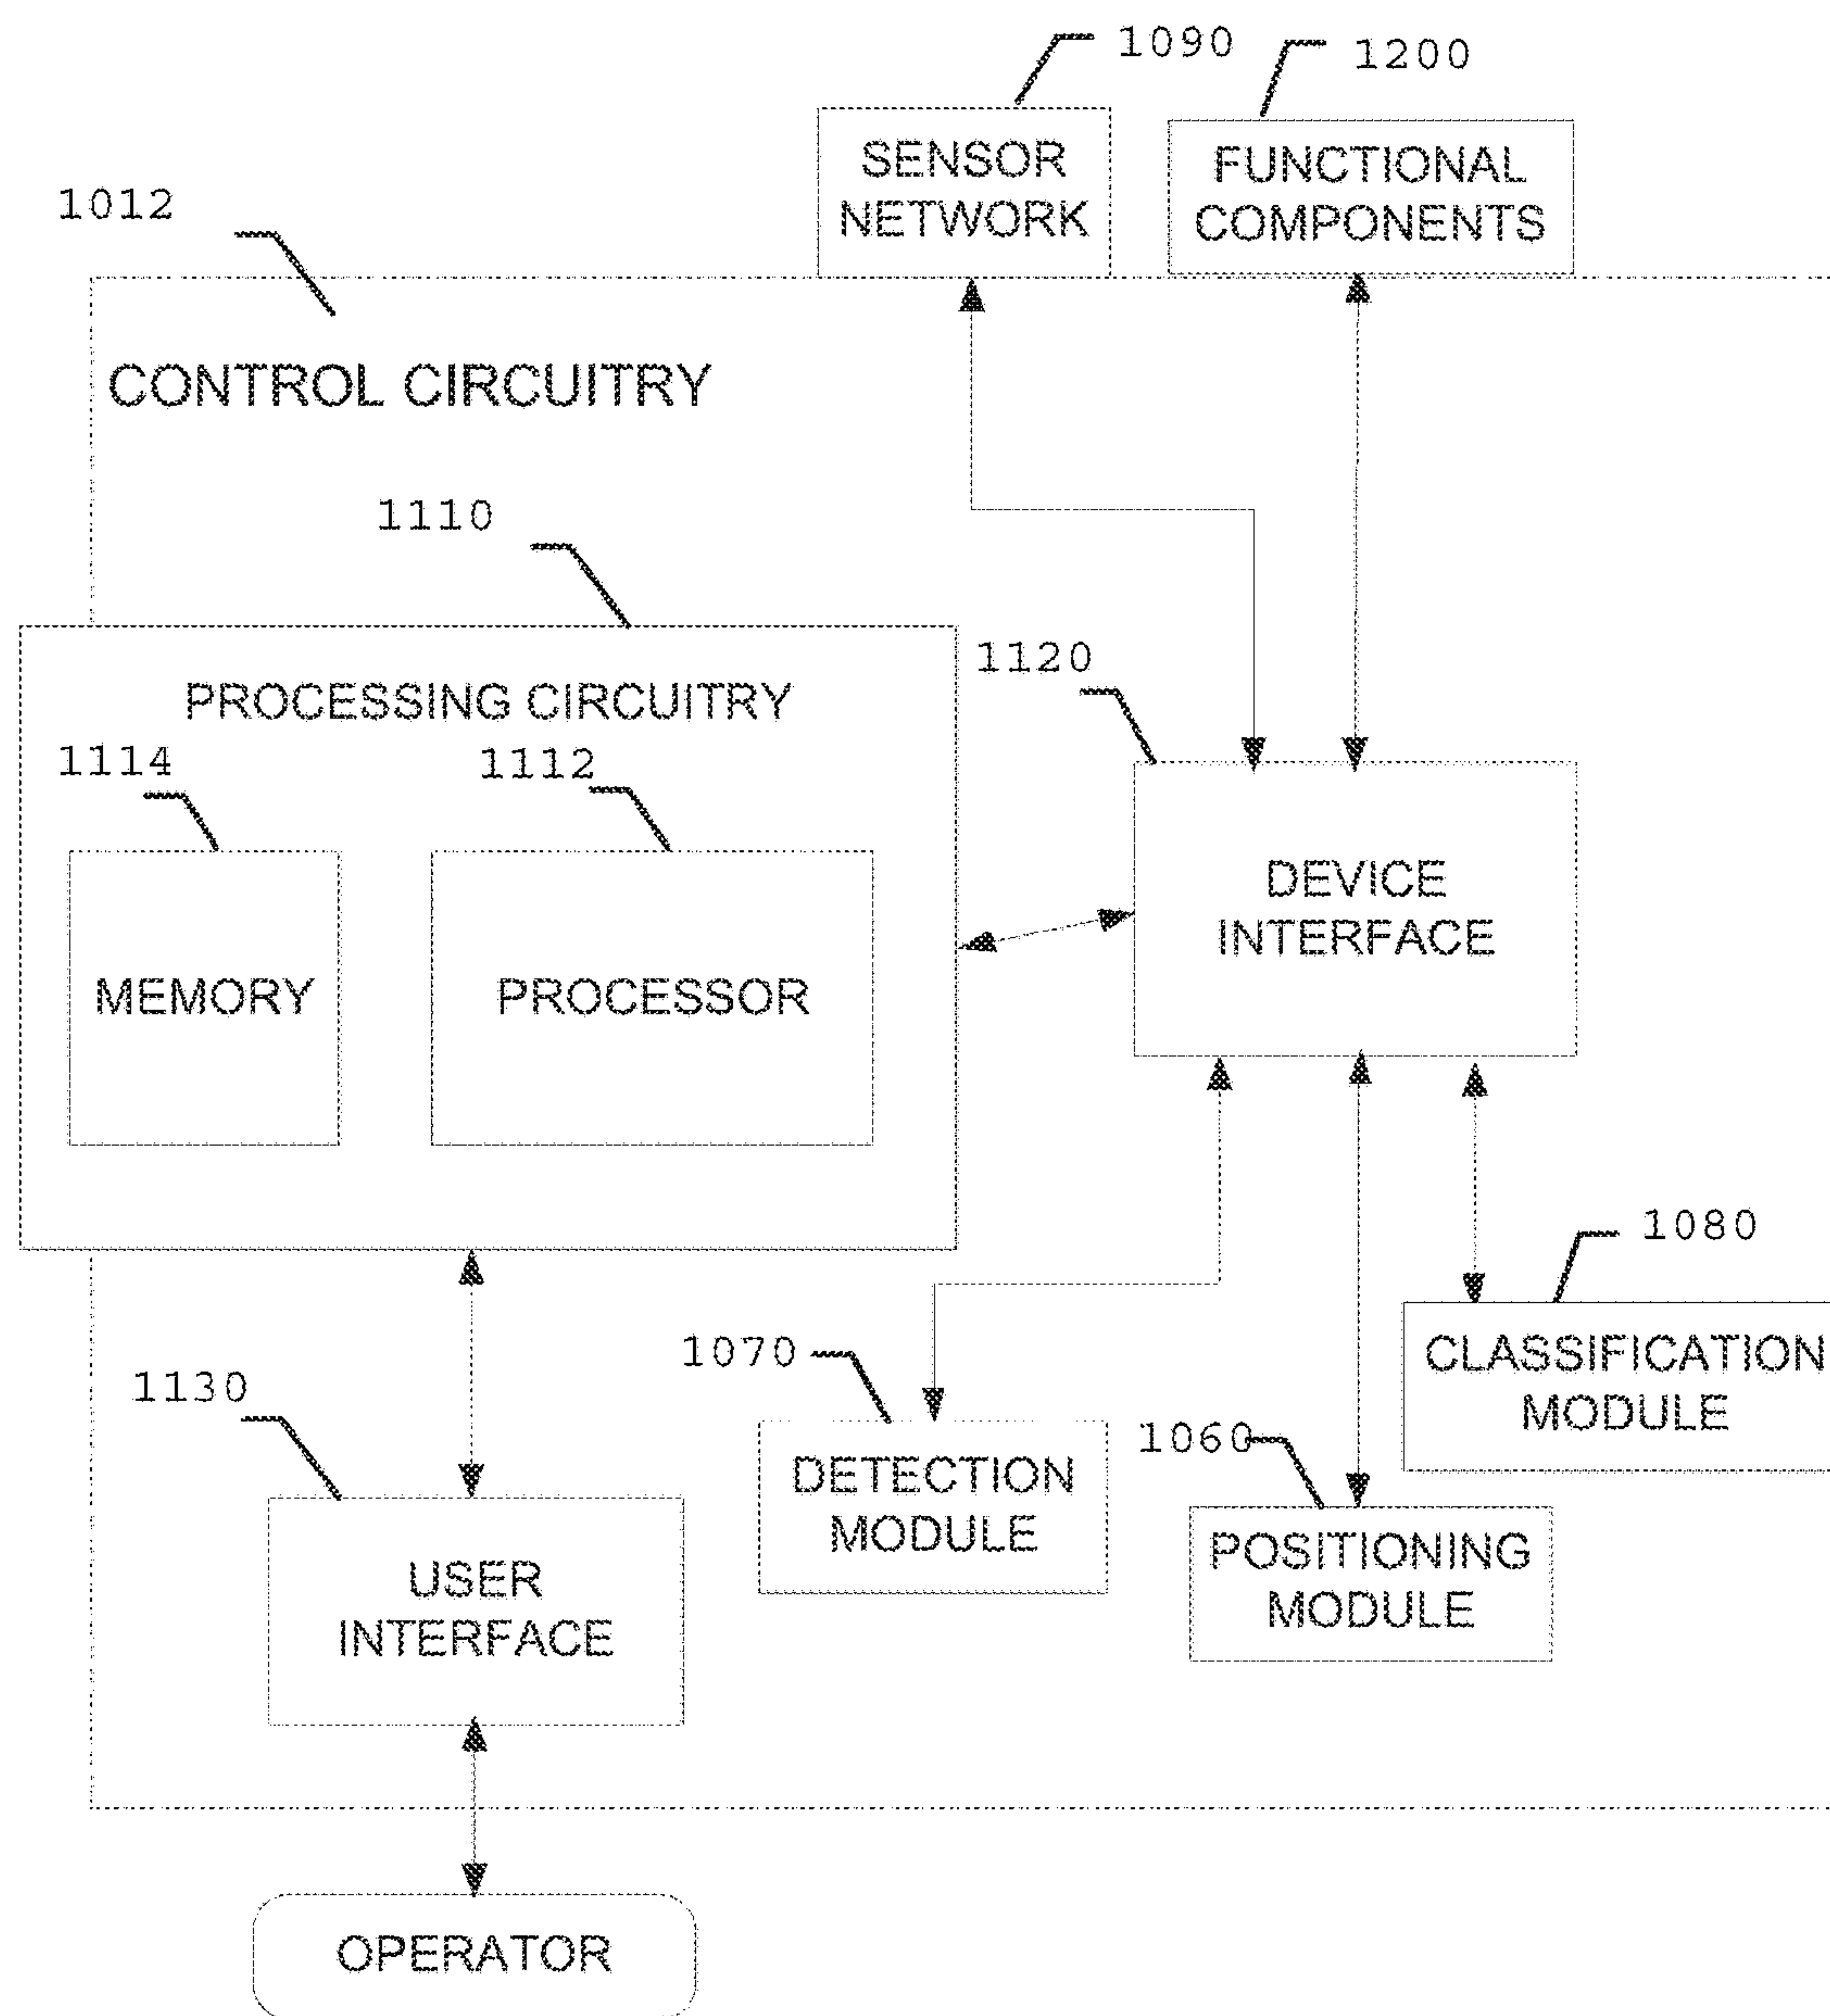 1090
1200
SENSOR
NETWORK
FUNCTIONAL
COMPONENTS
1012
CONTROL CIRCUITRY
1110
1120
PROCESSING CIRCUITRY
1114
1112
MEMORY
PROCESSOR
DEVICE
INTERFACE
1080
CLASSIFICATION
MODULE
1070
1130
DETECTION
MODULE
1060
POSITIONING
MODULE
USER
INTERFACE
OPERATOR